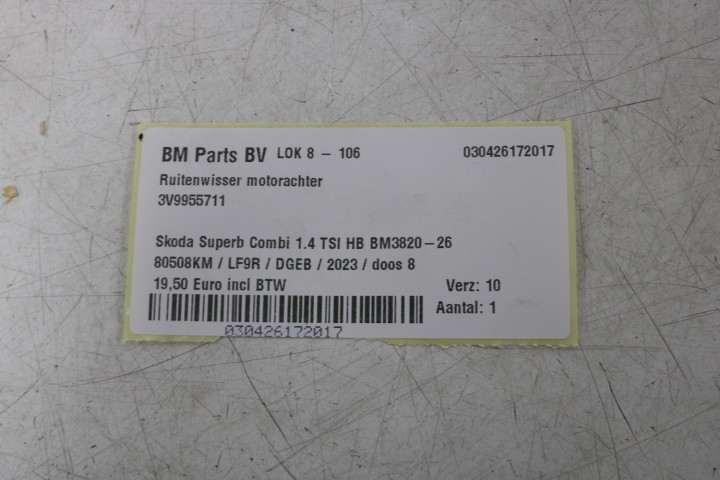 BM Parts BV LOK 8 - 106 030426172017
Ruitenwisser motorachter
3V9955711
Skoda Superb Combi 1.4 TSI HB BM3820-26
80508KM / LF9R / DGEB / 2023 / doos 8
19,50 Euro incl BTW Verz: 10
Aantal: 1
030426172017